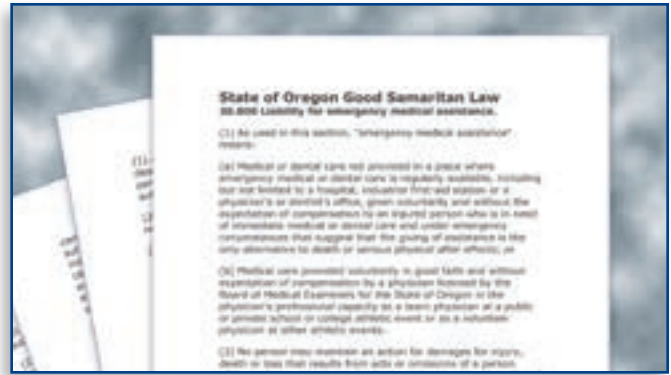 State of Oregon Good Samaritan Law
30.800 Liability for emergency medical assistance.
(1) As used in this section, "emergency medical assistance"
means:
(a) Medical or dental care not provided in a place where
emergency medical or dental care is regularly available, including
but not limited to a hospital, industrial first-aid station or a
physician's or dentist's office, given voluntarily and without the
expectation of compensation to an injured person who is in need
of immediate medical or dental care and under emergency
circumstances that suggest that the giving of assistance is the
only alternative to death or serious physical after effects; or
(b) Medical care provided voluntarily in good faith and without
expectation of compensation by a physician licensed by the
Board of Medical Examiners for the State of Oregon in the
physician's professional capacity as a team physician at a public
or private school or college athletic event or as a volunteer
physician at other athletic events.
(2) No person may maintain an action for damages for injury,
death or loss that results from acts or omissions of a person